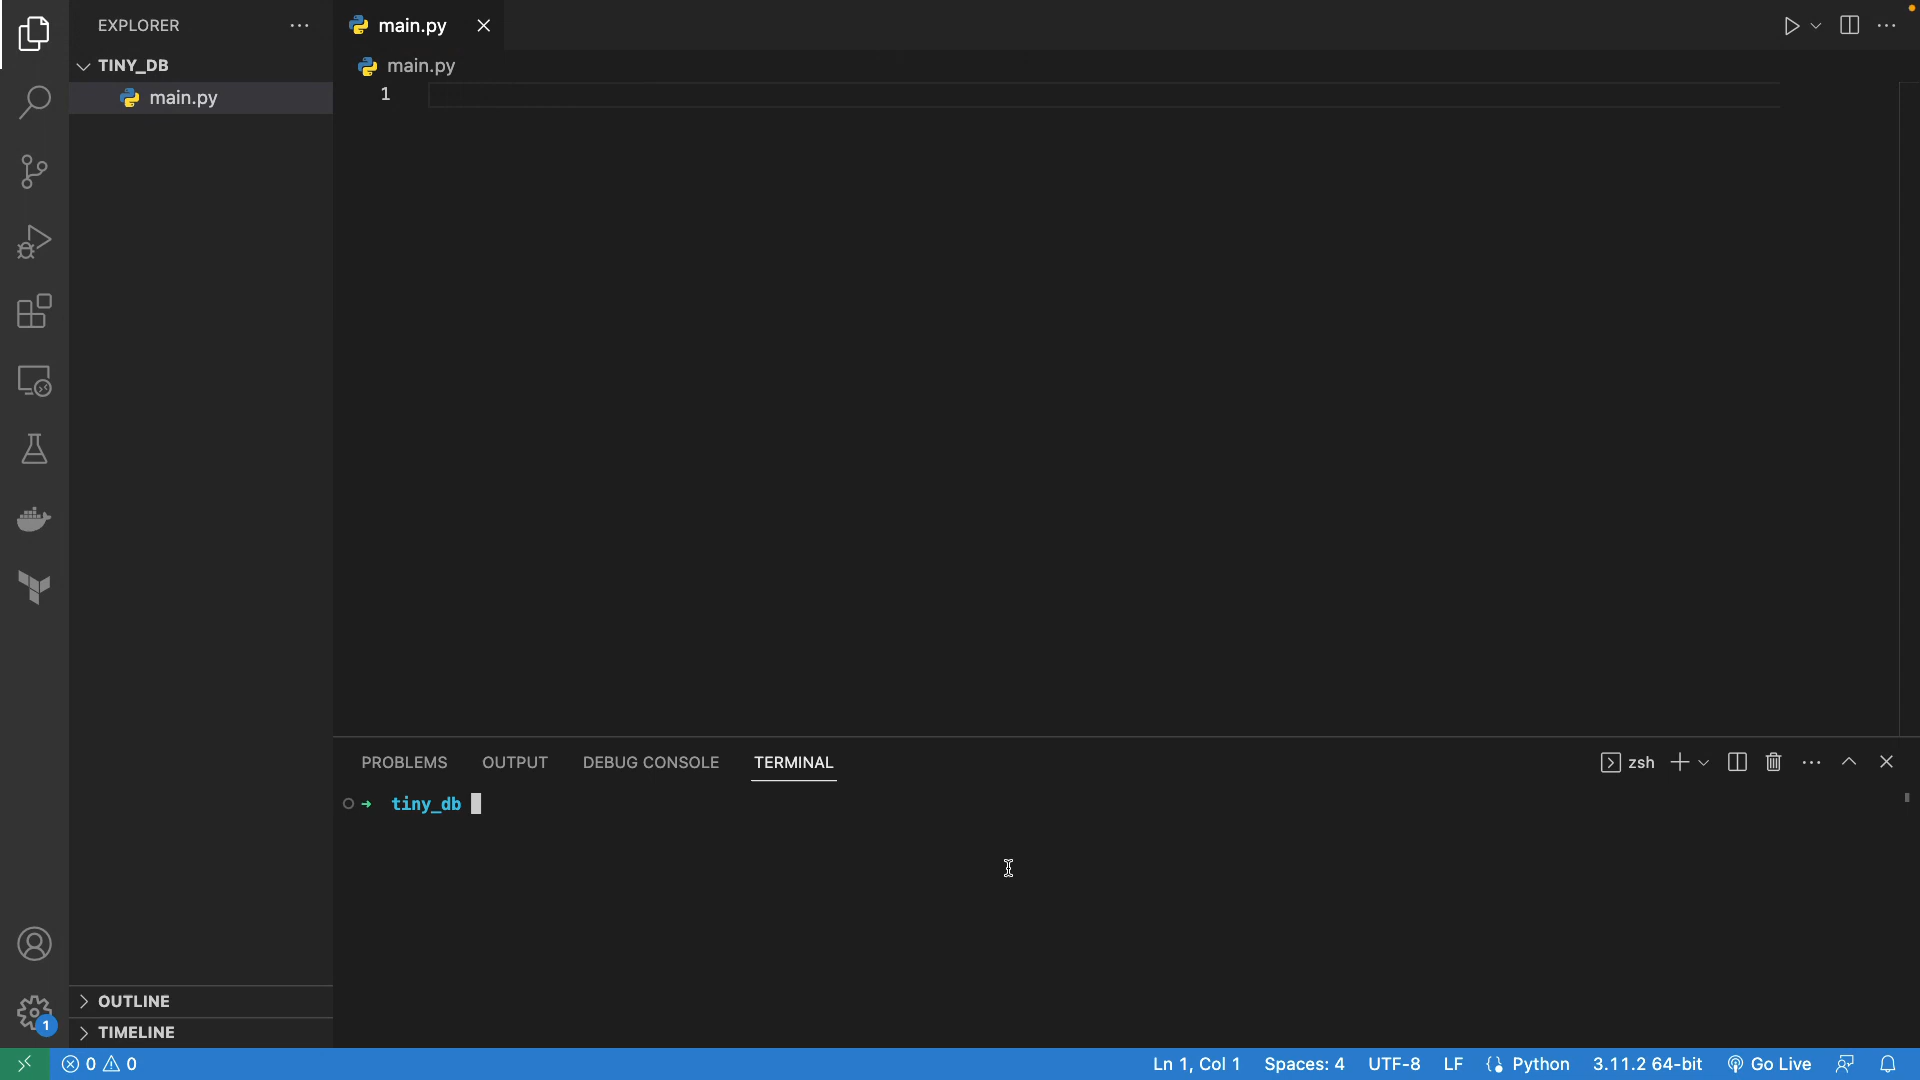 EXPLORER
TINY_DB
main.py
OUTLINE
TIMELINE
1
main.py
main.py
1
PROBLEMS OUTPUT DEBUG CONSOLE TERMINAL
zsh
tiny_db
0 0
Ln 1, Col 1 Spaces: 4 UTF-8 LF Python 3.11.2 64-bit Go Live